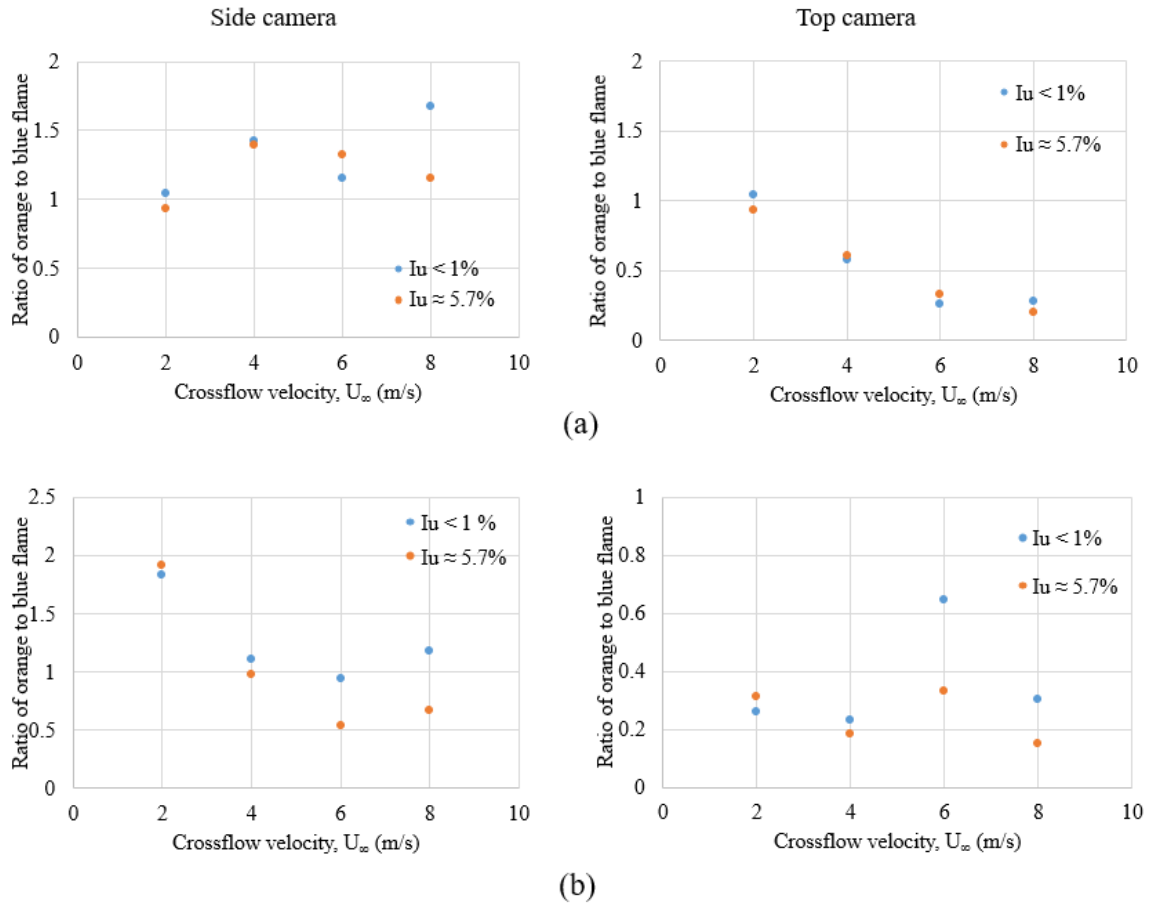 Side camera
Top camera
Ratio of orange to blue flame
2
1.5
1
0.5
0
Iu < 1%
Iu ≈ 5.7%
0 2 4 6 8 10
Crossflow velocity, U∞ (m/s)
Ratio of orange to blue flame
2
1.5
1
0.5
0
Iu < 1%
Iu ≈ 5.7%
0 2 4 6 8 10
Crossflow velocity, U∞ (m/s)
(a)
Ratio of orange to blue flame
2.5
2
1.5
1
0.5
0
Iu < 1 %
Iu ≈ 5.7%
0 2 4 6 8 10
Crossflow velocity, U∞ (m/s)
Ratio of orange to blue flame
1
0.8
0.6
0.4
0.2
0
Iu < 1%
Iu ≈ 5.7%
0 2 4 6 8 10
Crossflow velocity, U∞ (m/s)
(b)